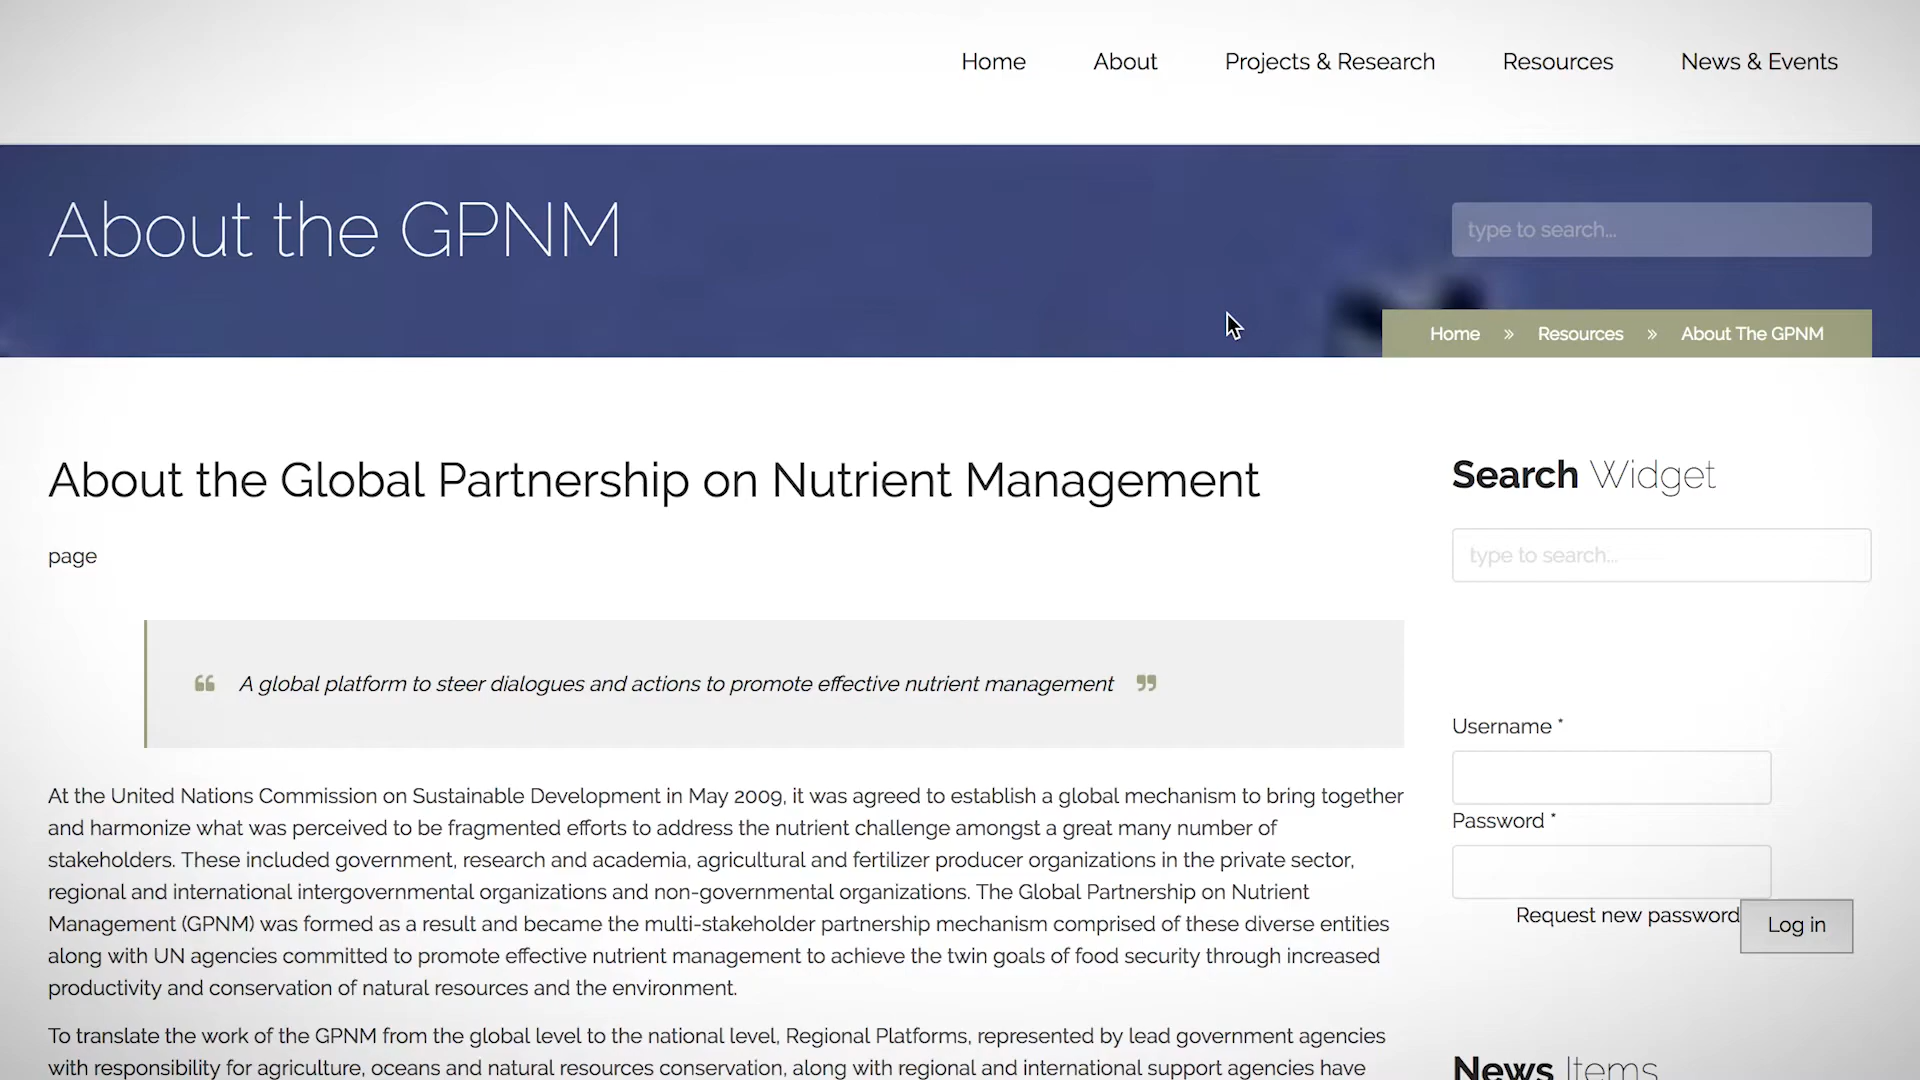 Home About Projects & Research Resources News & Events
About the GPNM
type to search...
Home » Resources » About The GPNM
About the Global Partnership on Nutrient Management
page
“ A global platform to steer dialogues and actions to promote effective nutrient management ”
At the United Nations Commission on Sustainable Development in May 2009, it was agreed to establish a global mechanism to bring together
and harmonize what was perceived to be fragmented efforts to address the nutrient challenge amongst a great many number of
stakeholders. These included government, research and academia, agricultural and fertilizer producer organizations in the private sector,
regional and international intergovernmental organizations and non-governmental organizations. The Global Partnership on Nutrient
Management (GPNM) was formed as a result and became the multi-stakeholder partnership mechanism comprised of these diverse entities
along with UN agencies committed to promote effective nutrient management to achieve the twin goals of food security through increased
productivity and conservation of natural resources and the environment.
To translate the work of the GPNM from the global level to the national level, Regional Platforms, represented by lead government agencies
with responsibility for agriculture, oceans and natural resources conservation, along with regional and international support agencies have
Search Widget
type to search...
Username *
Password *
Request new password
Log in
News Items